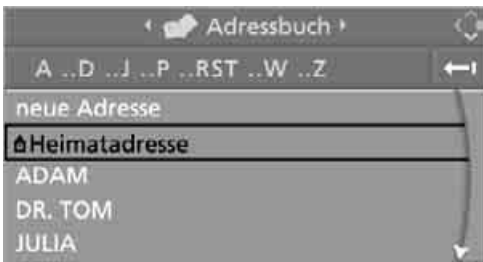 Adressbuch
A ..D ..J ..P ..RST ..W ..Z
neue Adresse
Heimatadresse
ADAM
DR. TOM
JULIA